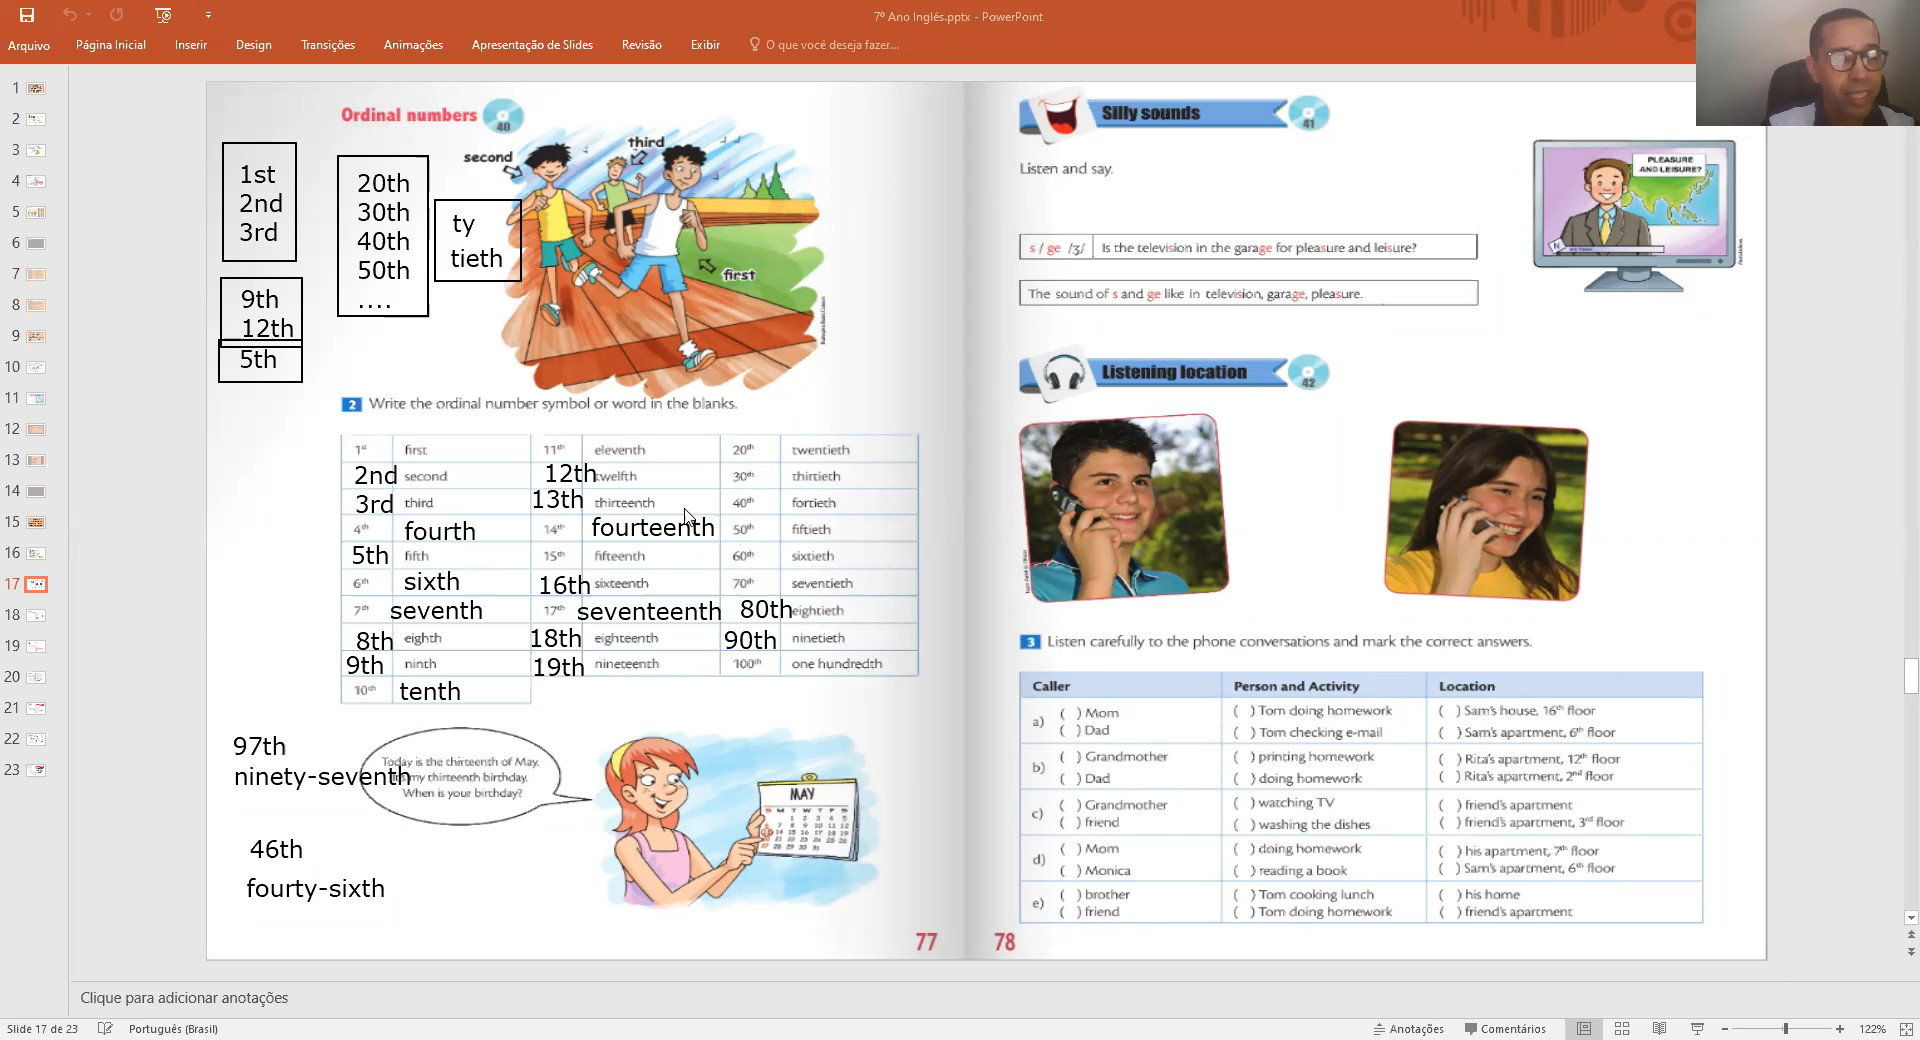 7º Ano Inglês.pptx - PowerPoint
Arquivo
Página Inicial
Inserir
Design
Transições
Animações
Apresentação de Slides
Revisão
Exibir
O que você deseja fazer...
1
2
3
4
5
6
7
8
9
10
11
12
13
14
15
16
17
18
19
20
21
22
23
Ordinal numbers
40
1st
2nd
3rd
9th
12th
5th
20th
30th
40th
50th
....
ty
tieth
second
third
first
2 Write the ordinal number symbol or word in the blanks.
1st first 11th eleventh 20th twentieth
2nd second 12th twelfth 30th thirtieth
3rd third 13th thirteenth 40th fortieth
4th fourth 14th fourteenth 50th fiftieth
5th fifth 15th fifteenth 60th sixtieth
6th sixth 16th sixteenth 70th seventieth
7th seventh 17th seventeenth 80th eightieth
8th eighth 18th eighteenth 90th ninetieth
9th ninth 19th nineteenth 100th one hundredth
10th tenth
97th
ninety-seventh
Today is the thirteenth of May.
my thirteenth birthday.
When is your birthday?
46th
fourty-sixth
MAY
77
Silly sounds
41
Listen and say.
s / ge /ʒ/ Is the television in the garage for pleasure and leisure?
The sound of s and ge like in television, garage, pleasure.
PLEASURE
AND LEISURE?
Listening location
42
3 Listen carefully to the phone conversations and mark the correct answers.
Caller Person and Activity Location
a) ( ) Mom ( ) Tom doing homework ( ) Sam's house, 16th floor
( ) Dad ( ) Tom checking e-mail ( ) Sam's apartment, 6th floor
b) ( ) Grandmother ( ) printing homework ( ) Rita's apartment, 12th floor
( ) Dad ( ) doing homework ( ) Rita's apartment, 2nd floor
c) ( ) Grandmother ( ) watching TV ( ) friend's apartment
( ) friend ( ) washing the dishes ( ) friend's apartment, 3rd floor
d) ( ) Mom ( ) doing homework ( ) his apartment, 7th floor
( ) Monica ( ) reading a book ( ) Sam's apartment, 6th floor
e) ( ) brother ( ) Tom cooking lunch ( ) his home
( ) friend ( ) Tom doing homework ( ) friend's apartment
78
Clique para adicionar anotações
Slide 17 de 23
Português (Brasil)
Anotações
Comentários
122%